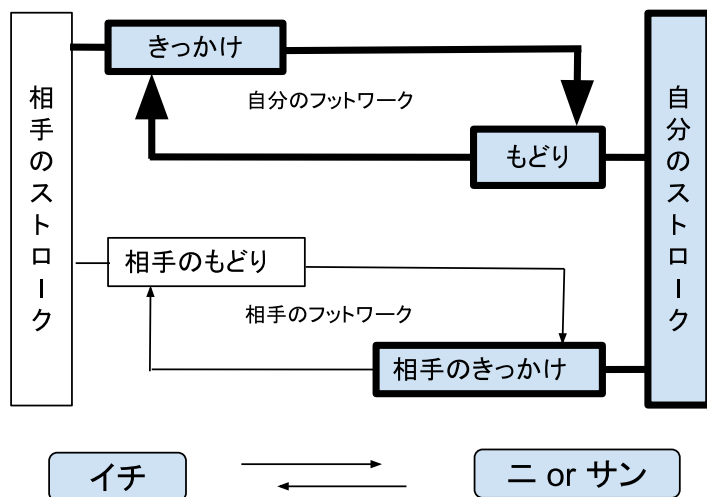 相手のストローク
きっかけ
自分のフットワーク
もどり
自分のストローク
相手のもどり
相手のフットワーク
相手のきっかけ
イチ
ニ or サン